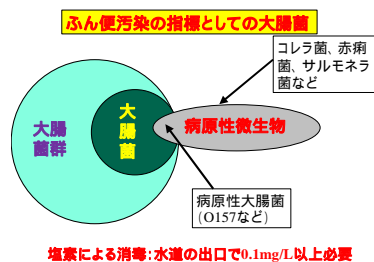 ふん便汚染の指標としての大腸菌
コレラ菌、赤痢
菌、サルモネラ
菌など
大腸
菌群
大
腸
菌
病原性微生物
病原性大腸菌
(O157など)
塩素による消毒：水道の出口で0.1mg/L以上必要